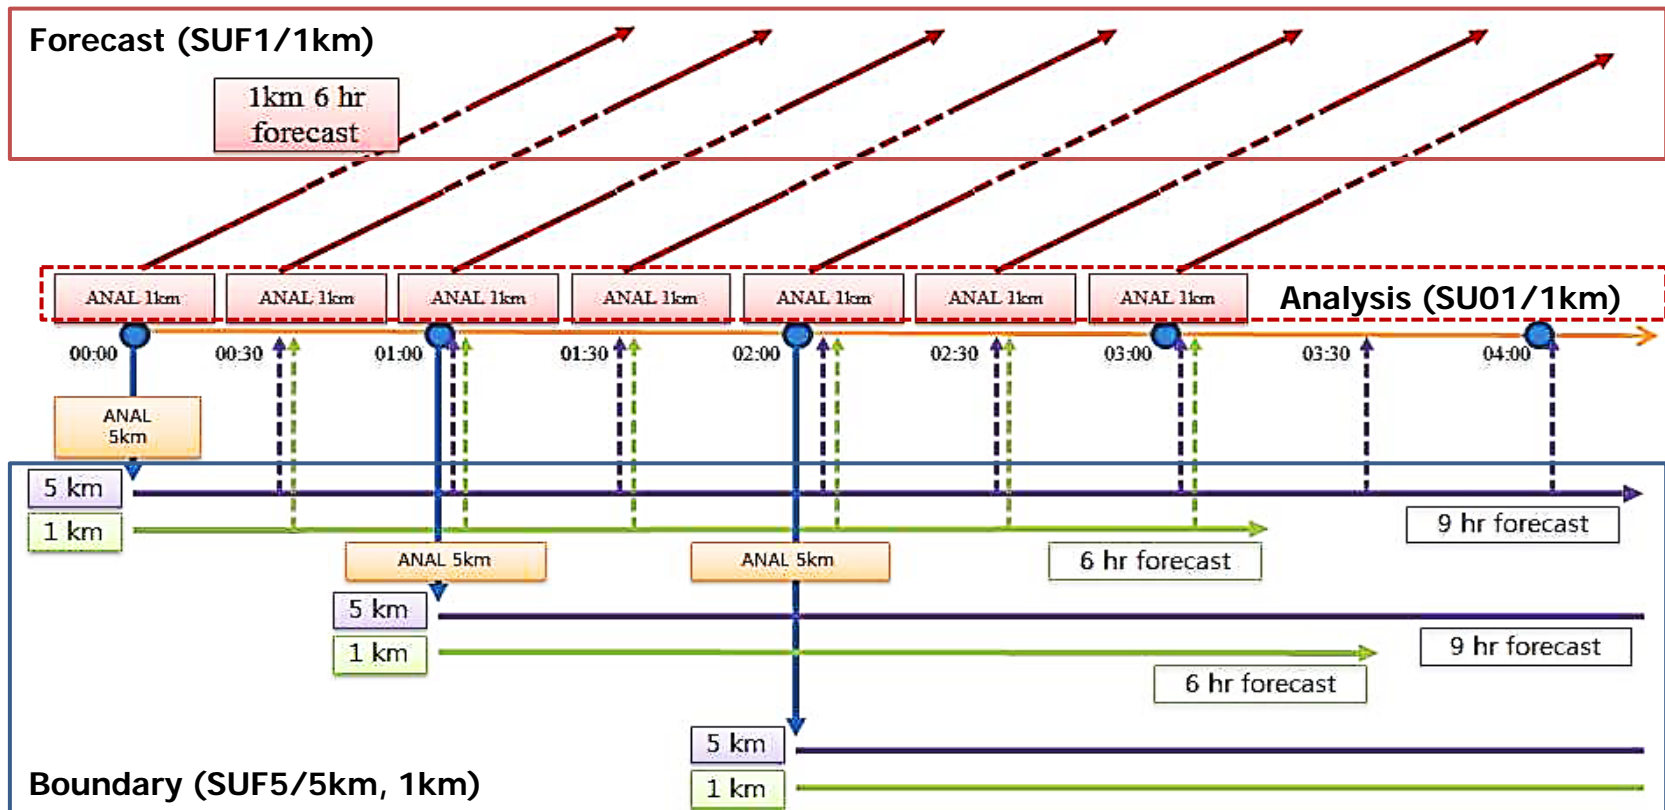 Forecast (SUF1/1km)
1km 6 hr
forecast
ANAL 1km
ANAL 1km
ANAL 1km
ANAL 1km
ANAL 1km
ANAL 1km
ANAL 1km
Analysis (SU01/1km)
00:00
00:30
01:00
01:30
02:00
02:30
03:00
03:30
04:00
ANAL
5km
5 km
1 km
9 hr forecast
ANAL 5km
ANAL 5km
6 hr forecast
5 km
1 km
9 hr forecast
6 hr forecast
5 km
1 km
Boundary (SUF5/5km, 1km)